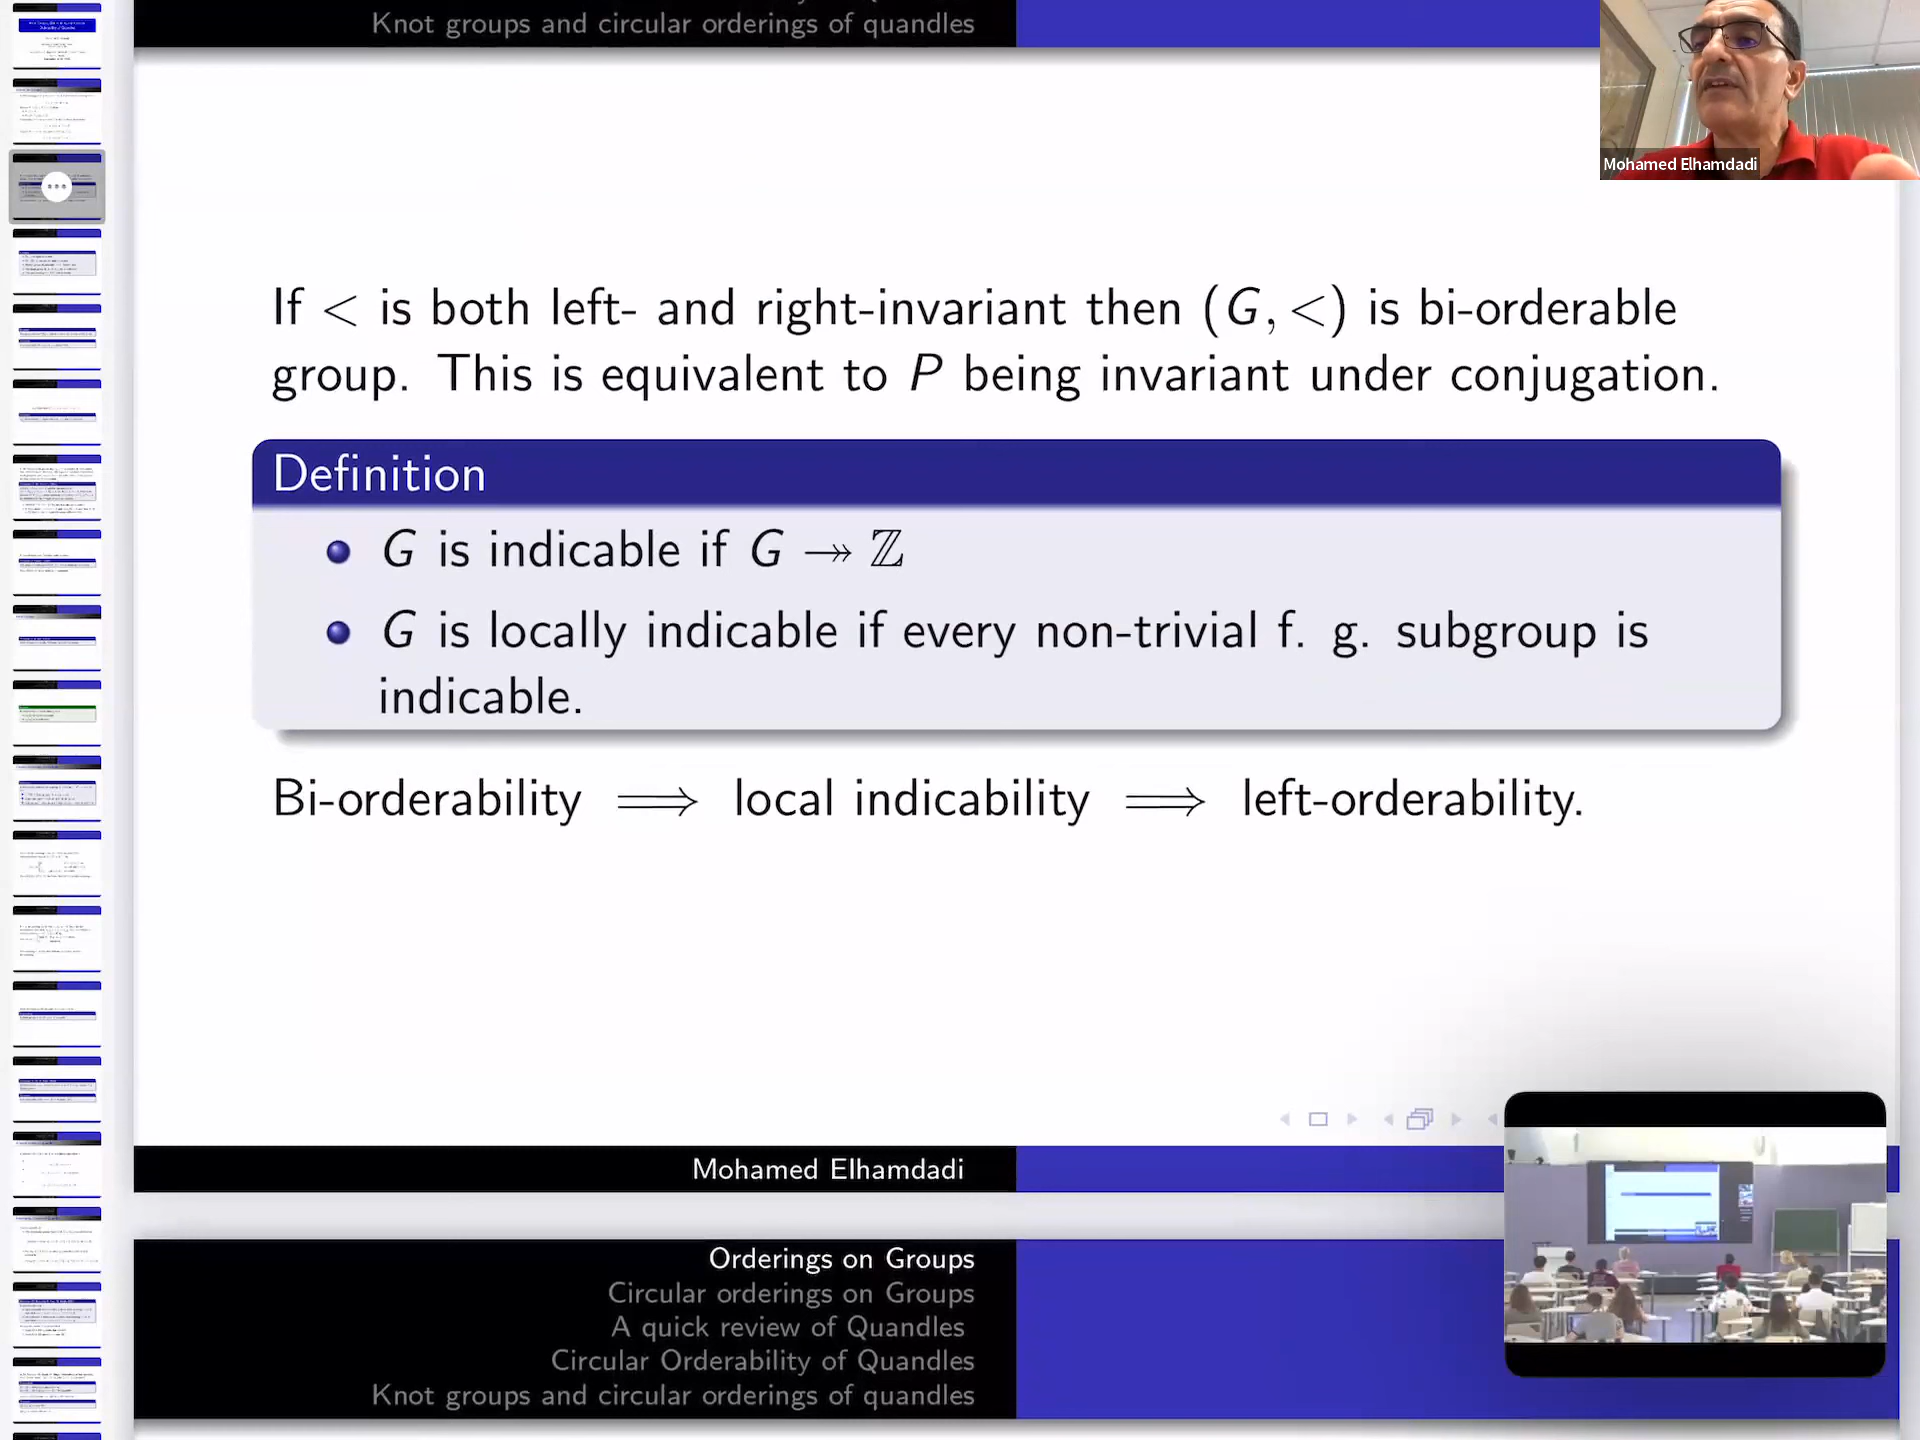 Knot groups and circular orderings of quandles
Mohamed Elhamdadi
If < is both left- and right-invariant then (G, <) is bi-orderable
group. This is equivalent to P being invariant under conjugation.
Definition
G is indicable if G ↠ ℤ
G is locally indicable if every non-trivial f. g. subgroup is
indicable.
Bi-orderability ⟹ local indicability ⟹ left-orderability.
Mohamed Elhamdadi
Orderings on Groups
Circular orderings on Groups
A quick review of Quandles
Circular Orderability of Quandles
Knot groups and circular orderings of quandles